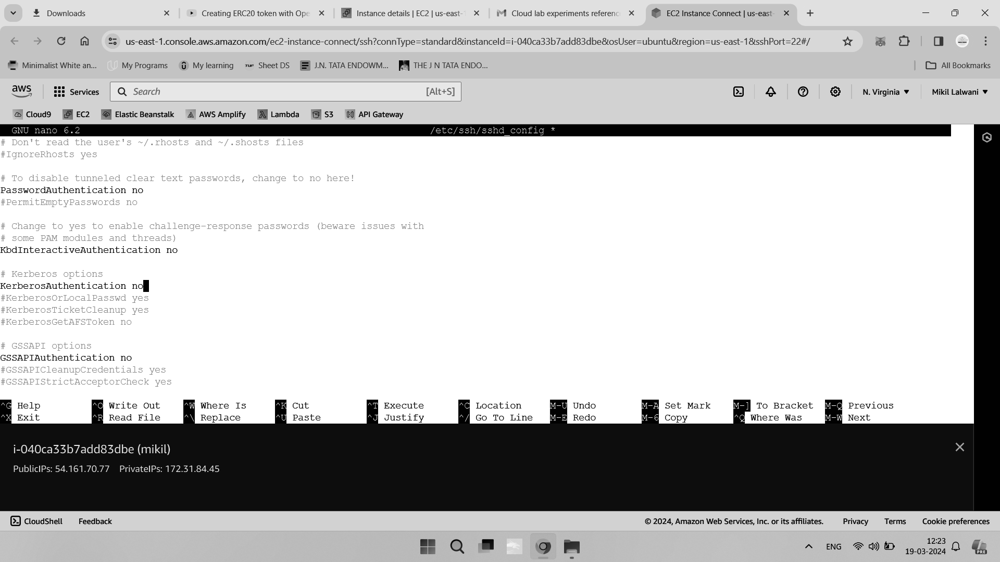 Downloads
Creating ERC20 token with Ope
Instance details | EC2 | us-east-1
Cloud lab experiments referenc
EC2 Instance Connect | us-east-
us-east-1.console.aws.amazon.com/ec2-instance-connect/ssh?connType=standard&instanceId=i-040ca33b7add83dbe&osUser=ubuntu&region=us-east-1&sshPort=22#/
Minimalist White an...
My Programs
My learning
TUF Sheet DS
J.N. TATA ENDOWM...
THE J N TATA ENDO...
All Bookmarks
aws
Services
Search
[Alt+S]
N. Virginia
Mikil Lalwani
Cloud9
EC2
Elastic Beanstalk
AWS Amplify
Lambda
S3
API Gateway
GNU nano 6.2 /etc/ssh/sshd_config *
# Don't read the user's ~/.rhosts and ~/.shosts files
#IgnoreRhosts yes
# To disable tunneled clear text passwords, change to no here!
PasswordAuthentication no
#PermitEmptyPasswords no
# Change to yes to enable challenge-response passwords (beware issues with
# some PAM modules and threads)
KbdInteractiveAuthentication no
# Kerberos options
KerberosAuthentication no
#KerberosOrLocalPasswd yes
#KerberosTicketCleanup yes
#KerberosGetAFSToken no
# GSSAPI options
GSSAPIAuthentication no
#GSSAPICleanupCredentials yes
#GSSAPIStrictAcceptorCheck yes
^G Help ^O Write Out ^W Where Is ^K Cut ^T Execute ^C Location M-U Undo M-A Set Mark M-] To Bracket M-Q Previous
^X Exit ^R Read File ^\ Replace ^U Paste ^J Justify ^/ Go To Line M-E Redo M-6 Copy ^Q Where Was M-W Next
i-040ca33b7add83dbe (mikil)
PublicIPs: 54.161.70.77 PrivateIPs: 172.31.84.45
CloudShell Feedback © 2024, Amazon Web Services, Inc. or its affiliates. Privacy Terms Cookie preferences
ENG
12:23
19-03-2024
PRE